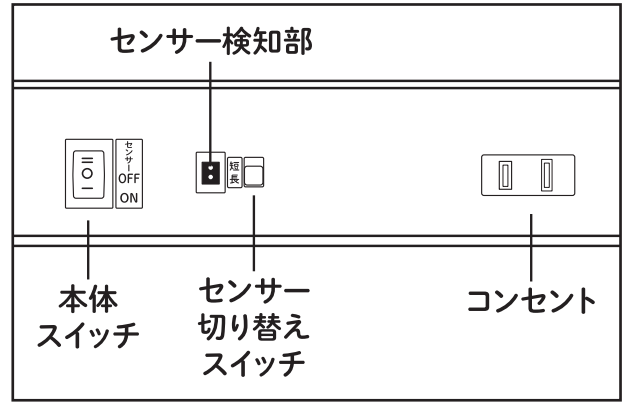 センサー検知部
センサー
OFF
ON
短
長
本体
スイッチ
センサー
切り替え
スイッチ
コンセント